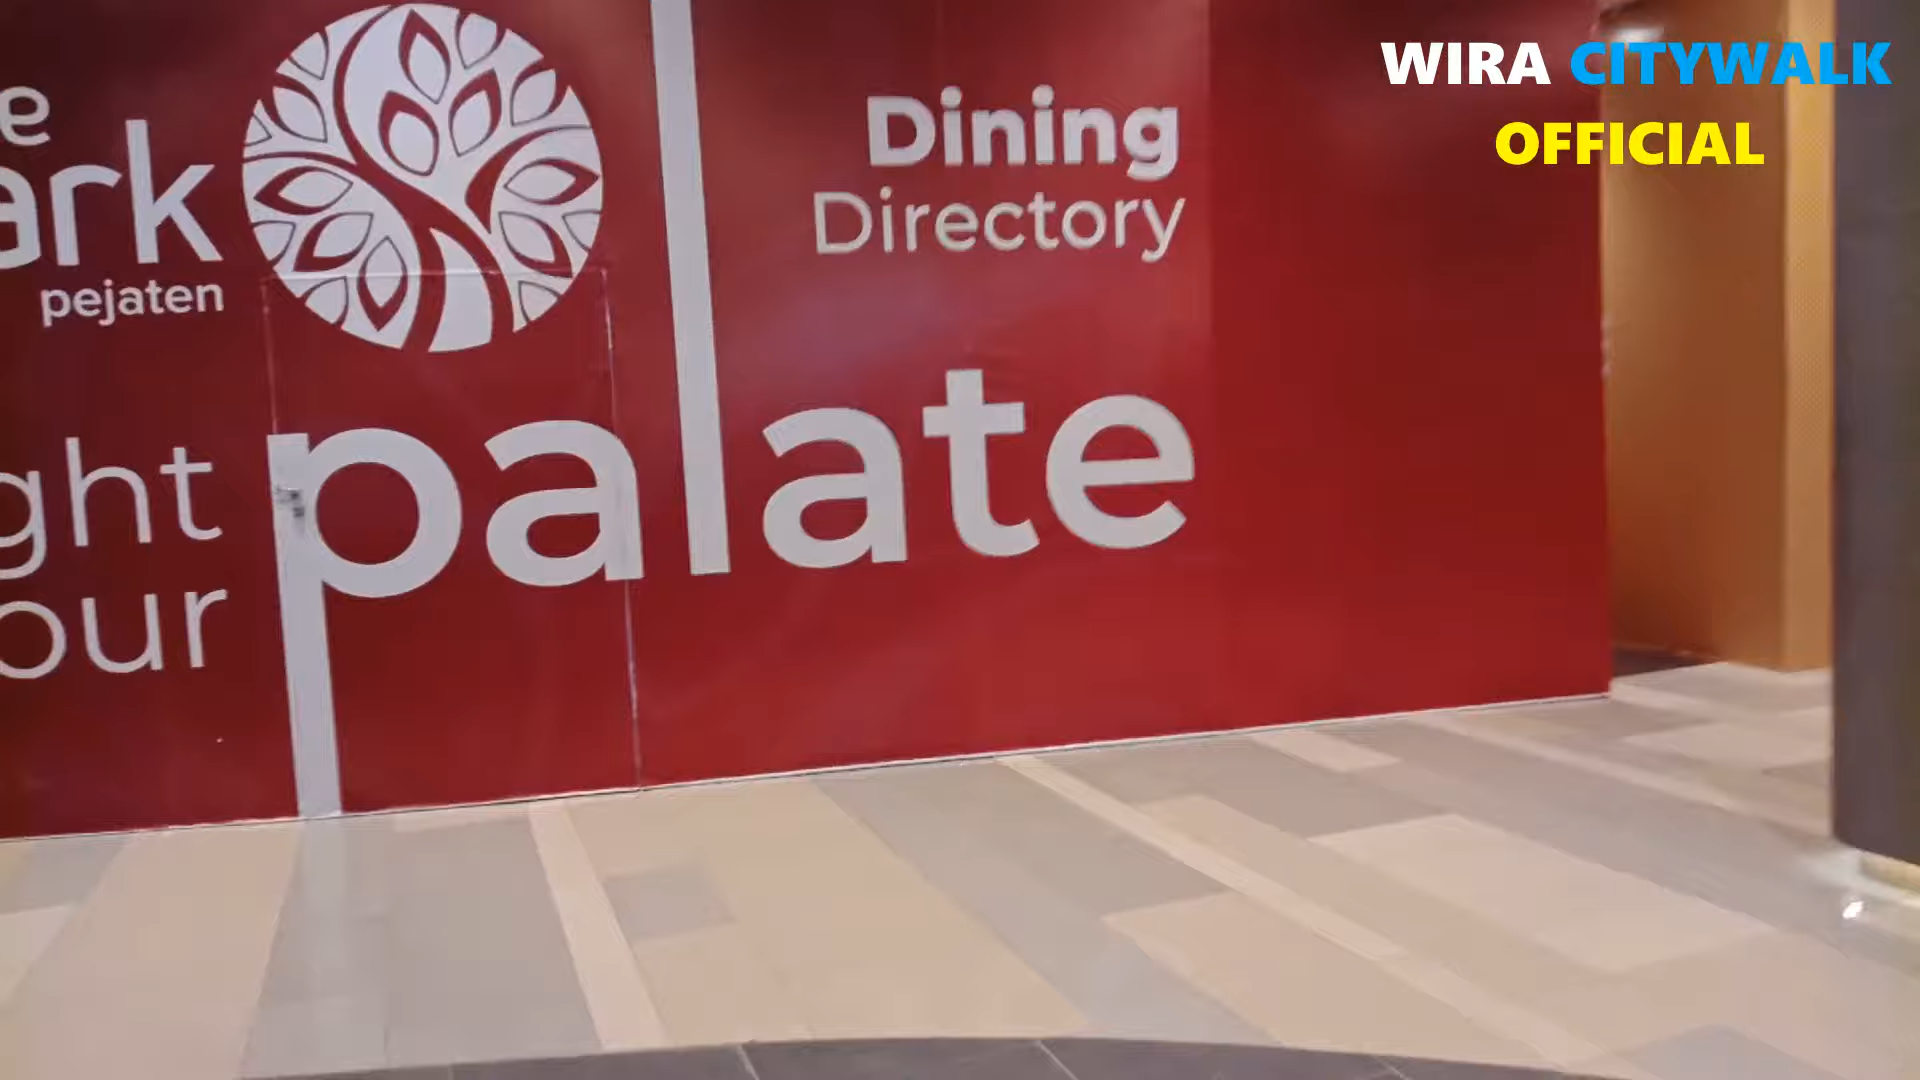 WIRA CITYWALK
OFFICIAL
e
ark
pejaten
Dining
Directory
ght
our
palate